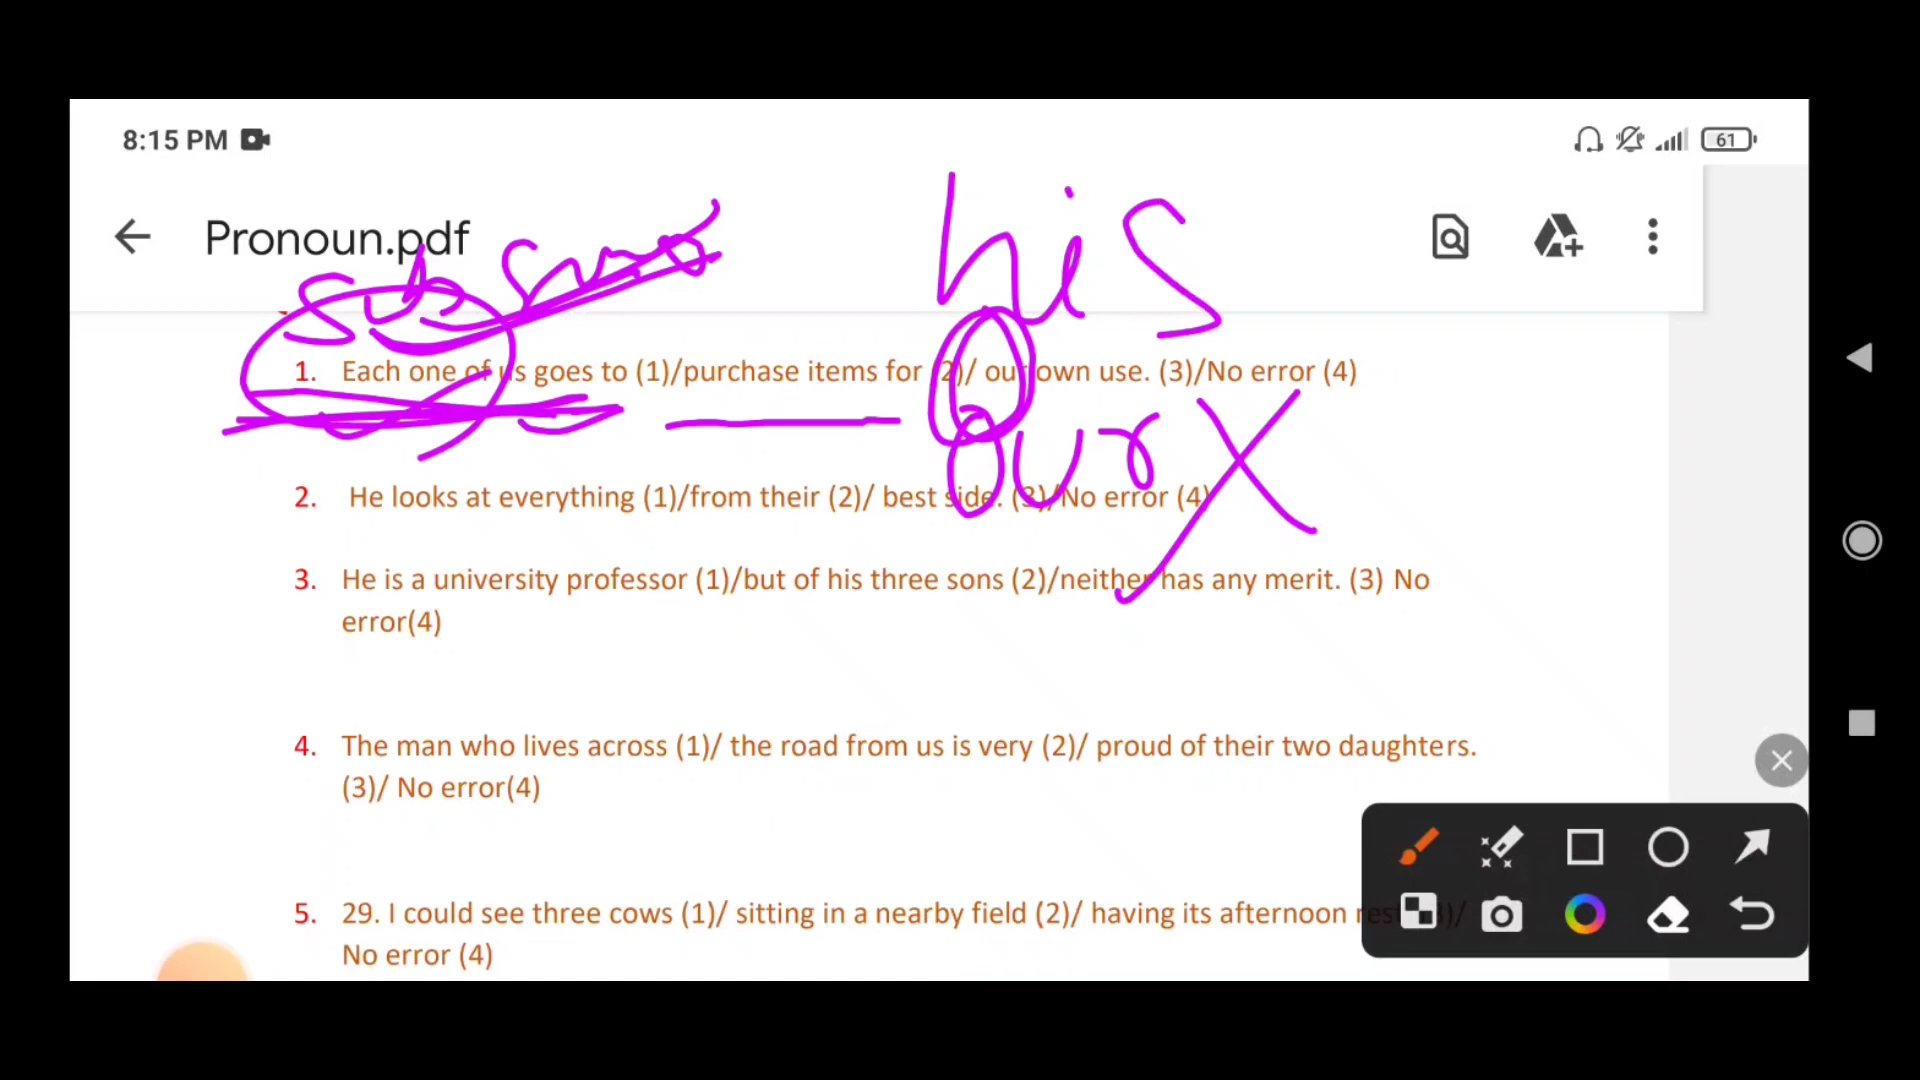 8:15 PM 61
Pronoun.pdf
his
sub same
1. Each one of us goes to (1)/purchase items for (2)/ our own use. (3)/No error (4)
our X
2. He looks at everything (1)/from their (2)/ best side. (3)/No error (4)
3. He is a university professor (1)/but of his three sons (2)/neither has any merit. (3) No
error(4)
4. The man who lives across (1)/ the road from us is very (2)/ proud of their two daughters.
(3)/ No error(4)
5. 29. I could see three cows (1)/ sitting in a nearby field (2)/ having its afternoon rest (3)/
No error (4)